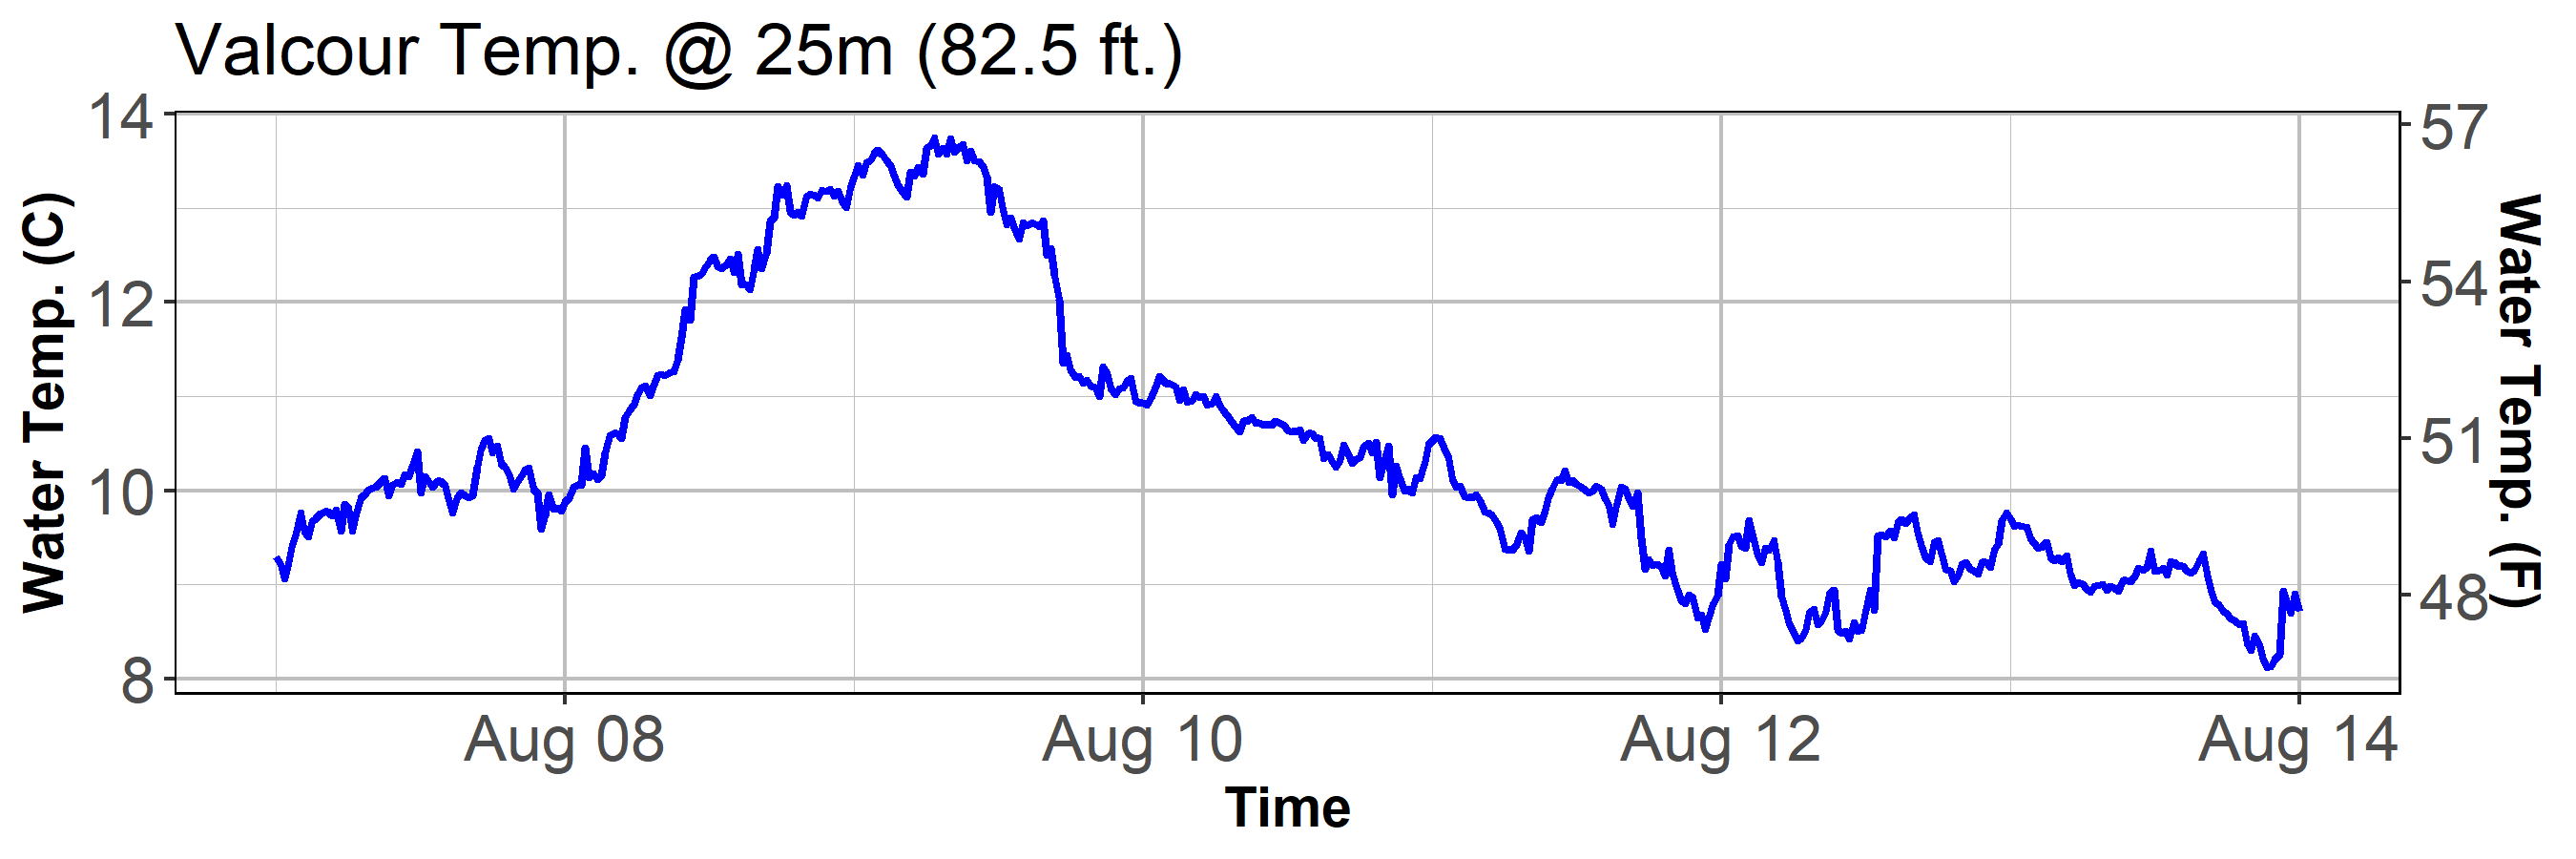 Valcour Temp. @ 25m (82.5 ft.)
14
12
10
8
Water Temp. (C)
57
54
51
48
Water Temp. (F)
Aug 08
Aug 10
Aug 12
Aug 14
Time